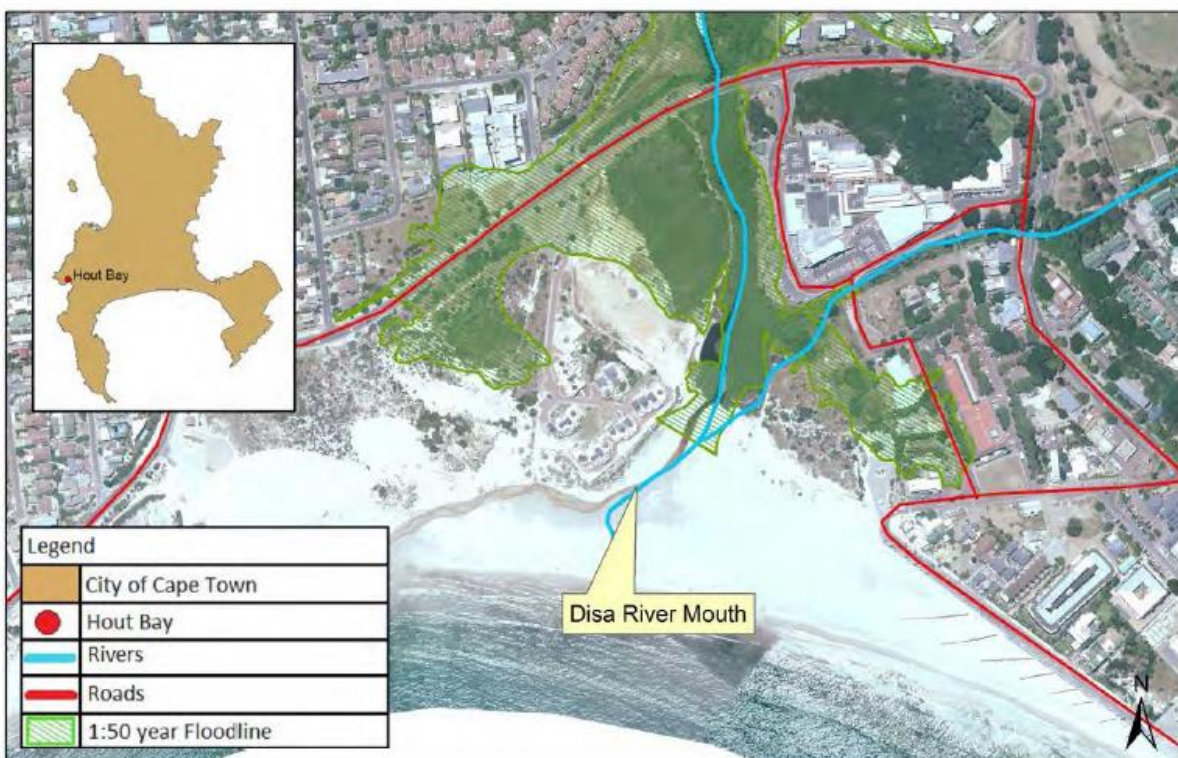 Hout Bay
Legend
City of Cape Town
Hout Bay
Rivers
Roads
1:50 year Floodline
Disa River Mouth
N